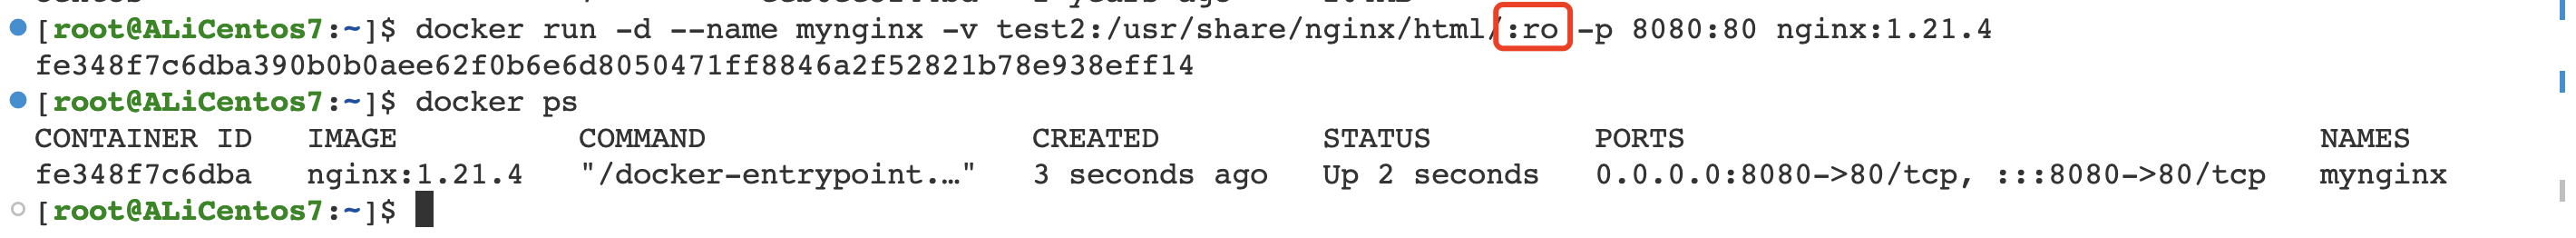 [root@ALiCentos7:~]$ docker run -d --name mynginx -v test2:/usr/share/nginx/html/:ro -p 8080:80 nginx:1.21.4
fe348f7c6dba390b0b0aee62f0b6e6d8050471ff8846a2f52821b78e938eff14
[root@ALiCentos7:~]$ docker ps
CONTAINER ID   IMAGE          COMMAND                  CREATED         STATUS         PORTS                                   NAMES
fe348f7c6dba   nginx:1.21.4   "/docker-entrypoint.…"   3 seconds ago   Up 2 seconds   0.0.0.0:8080->80/tcp, :::8080->80/tcp   mynginx
[root@ALiCentos7:~]$